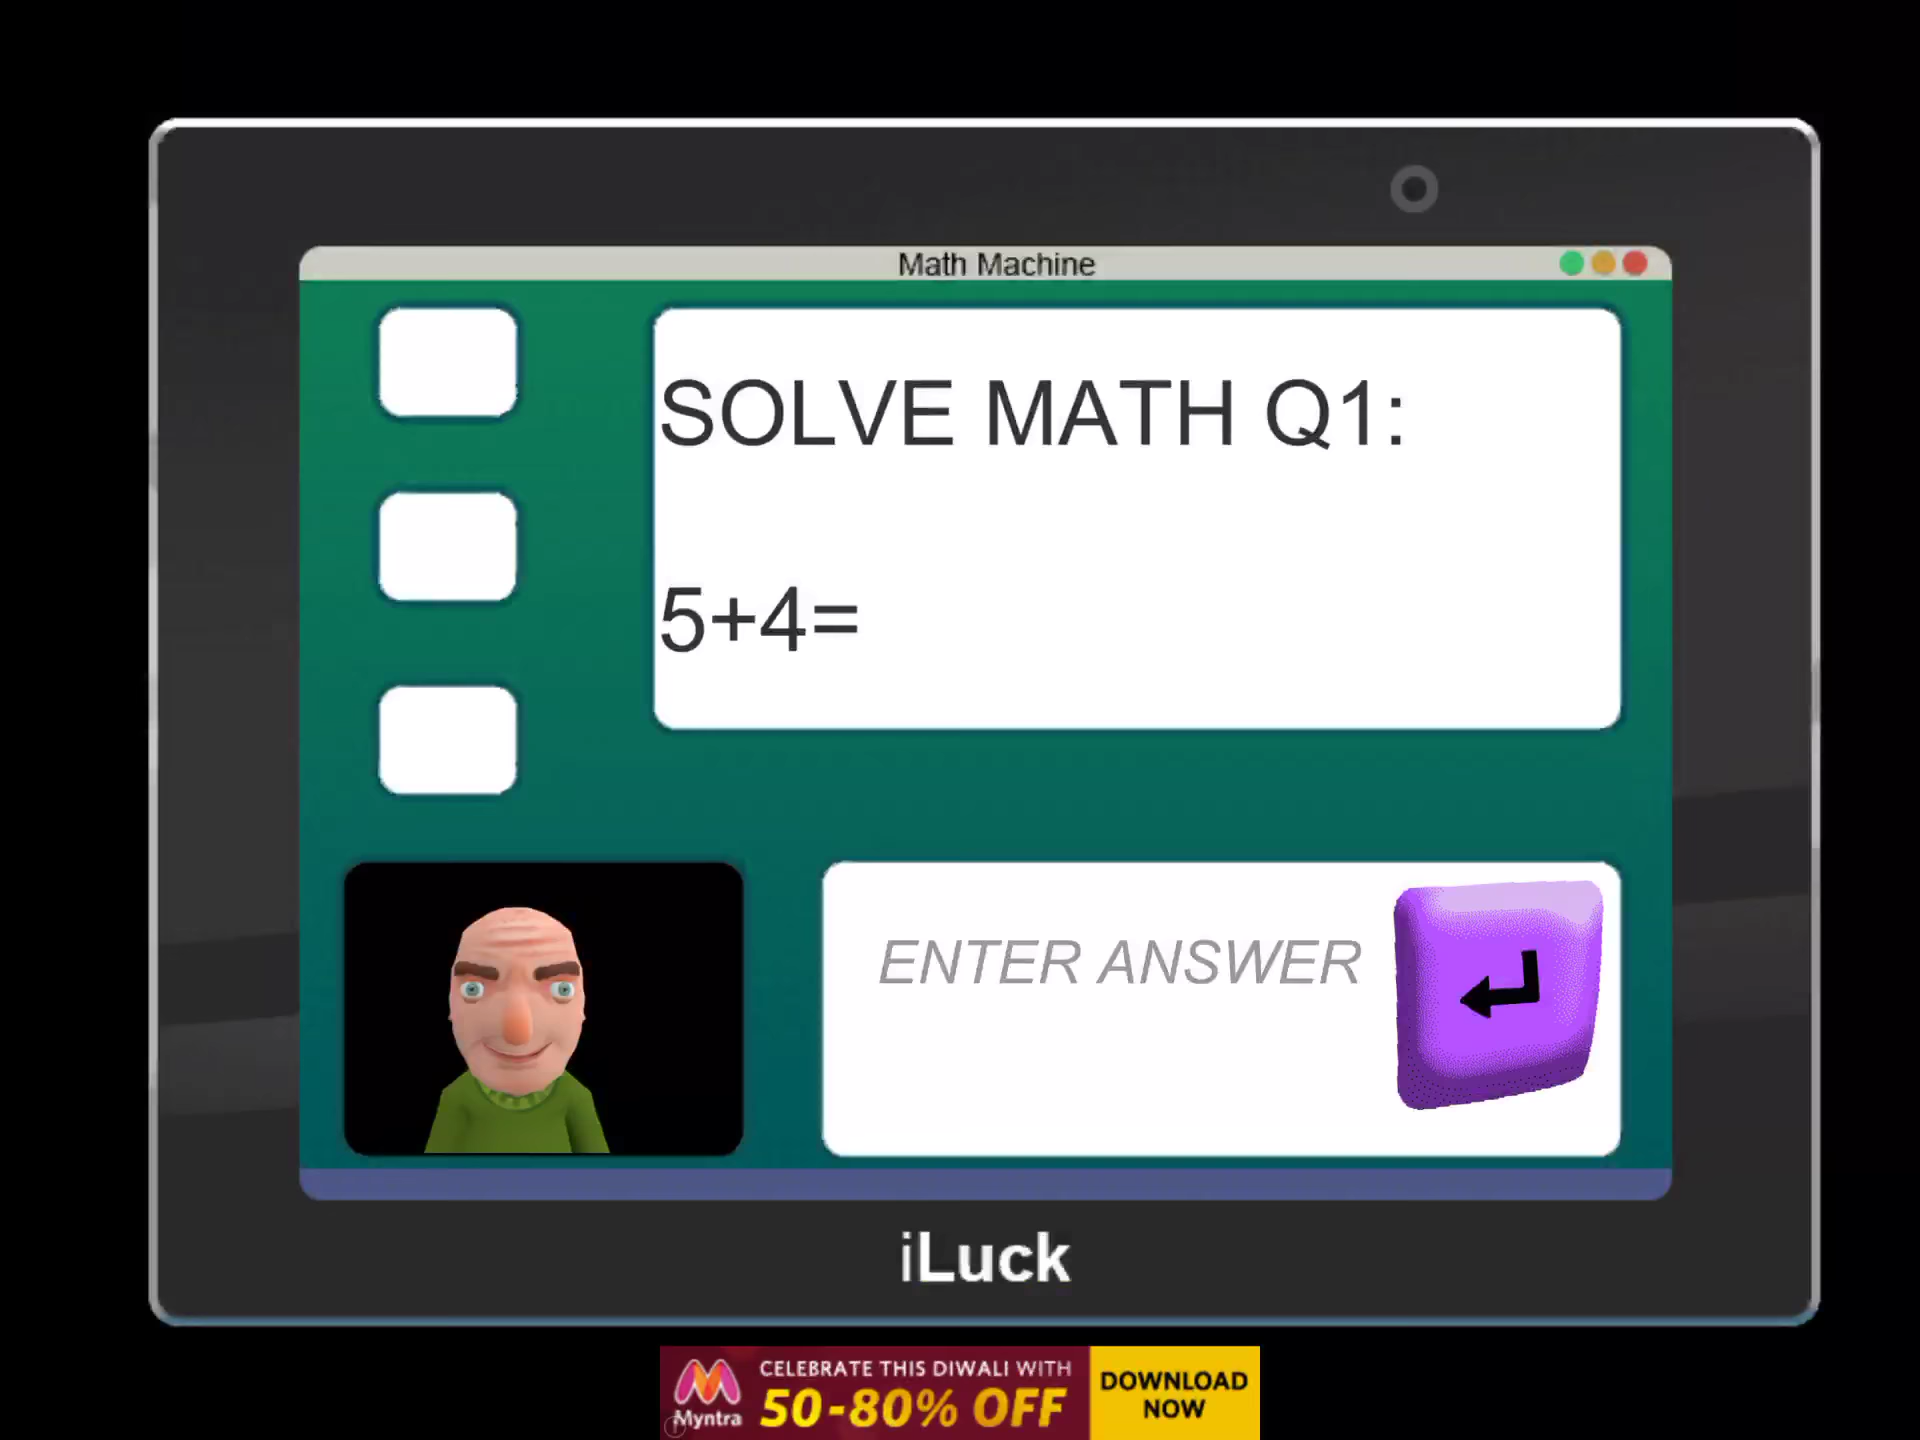 Math Machine
SOLVE MATH Q1:
5+4=
ENTER ANSWER
iLuck
CELEBRATE THIS DIWALI WITH
50-80% OFF
Myntra
DOWNLOAD
NOW